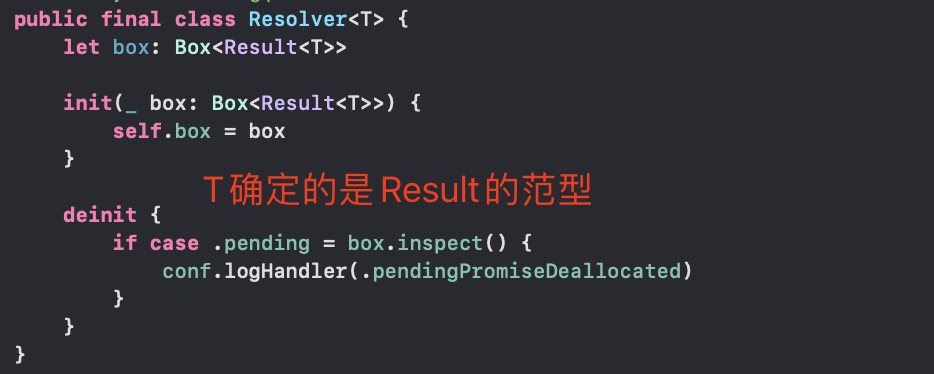 public final class Resolver<T> {
let box: Box<Result<T>>
init(_ box: Box<Result<T>>) {
self.box = box
}
T确定的是Result的范型
deinit {
if case .pending = box.inspect() {
conf.logHandler(.pendingPromiseDeallocated)
}
}
}